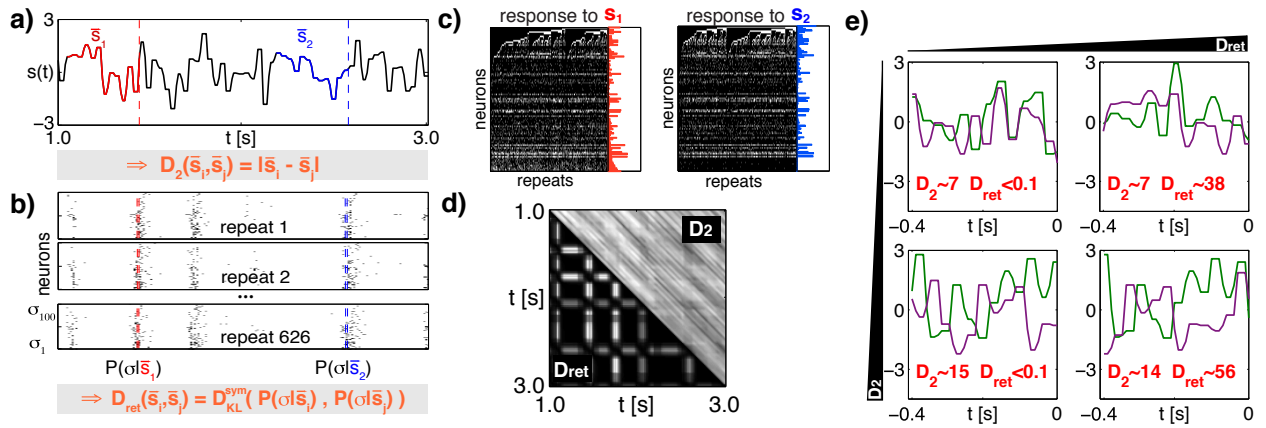 a)
3
s̄1
s̄2
s(t)
−3
1.0
t [s]
3.0
⇒ D2(s̄i,s̄j) = |s̄i - s̄j|
b)
neurons
repeat 1
repeat 2
...
σ100
repeat 626
σ1
P(σ|s̄1)
P(σ|s̄2)
⇒ Dret(s̄i,s̄j) = DKLsym( P(σ|s̄i) , P(σ|s̄j) )
c)
response to s1
response to s2
neurons
neurons
repeats
repeats
d)
1.0
D2
t [s]
Dret
3.0
1.0
t [s]
3.0
e)
Dret
D2
3
0
−3
D2~7 Dret<0.1
−0.4
t [s]
0
3
0
−3
D2~7 Dret~38
−0.4
t [s]
0
3
0
−3
D2~15 Dret<0.1
−0.4
t [s]
0
3
0
−3
D2~14 Dret~56
−0.4
t [s]
0